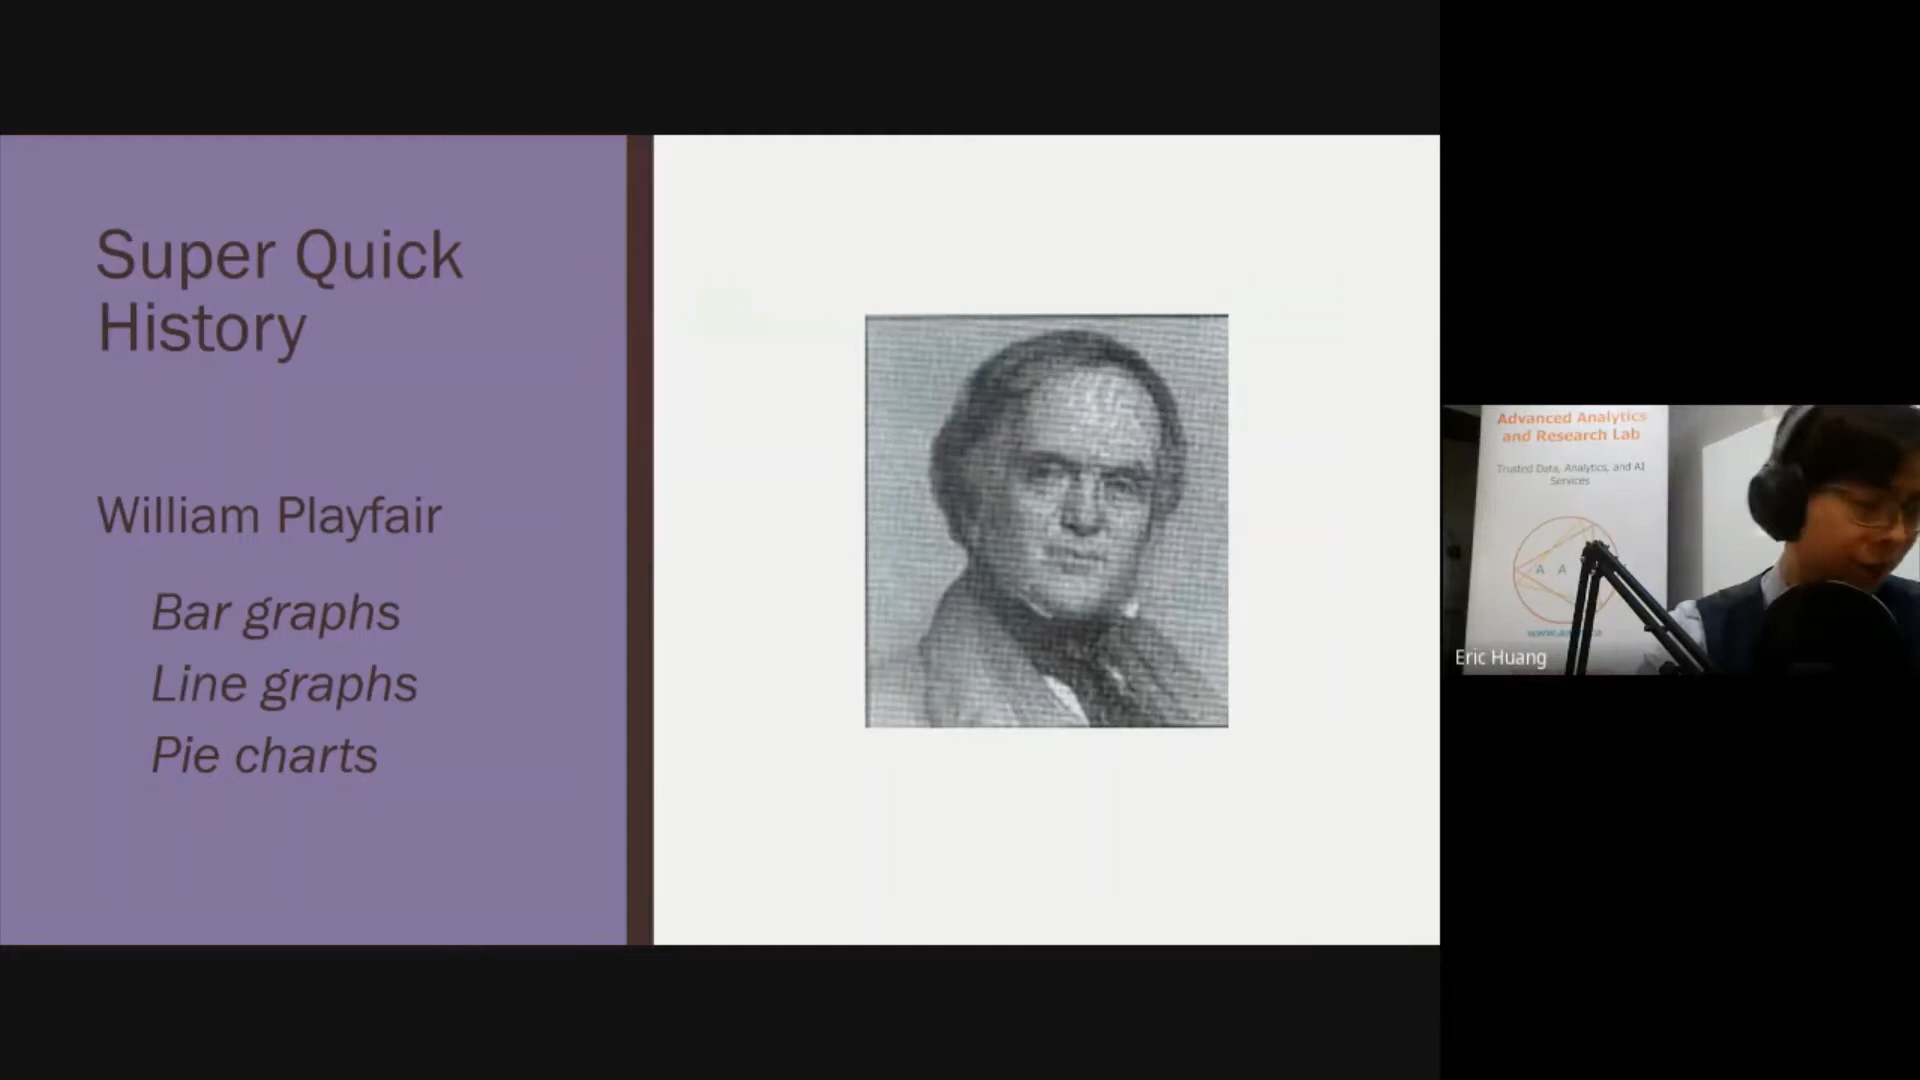 Super Quick
History
William Playfair
Bar graphs
Line graphs
Pie charts
Advanced Analytics
and Research Lab
Trusted Data, Analytics, and AI
Services
A A
Eric Huang